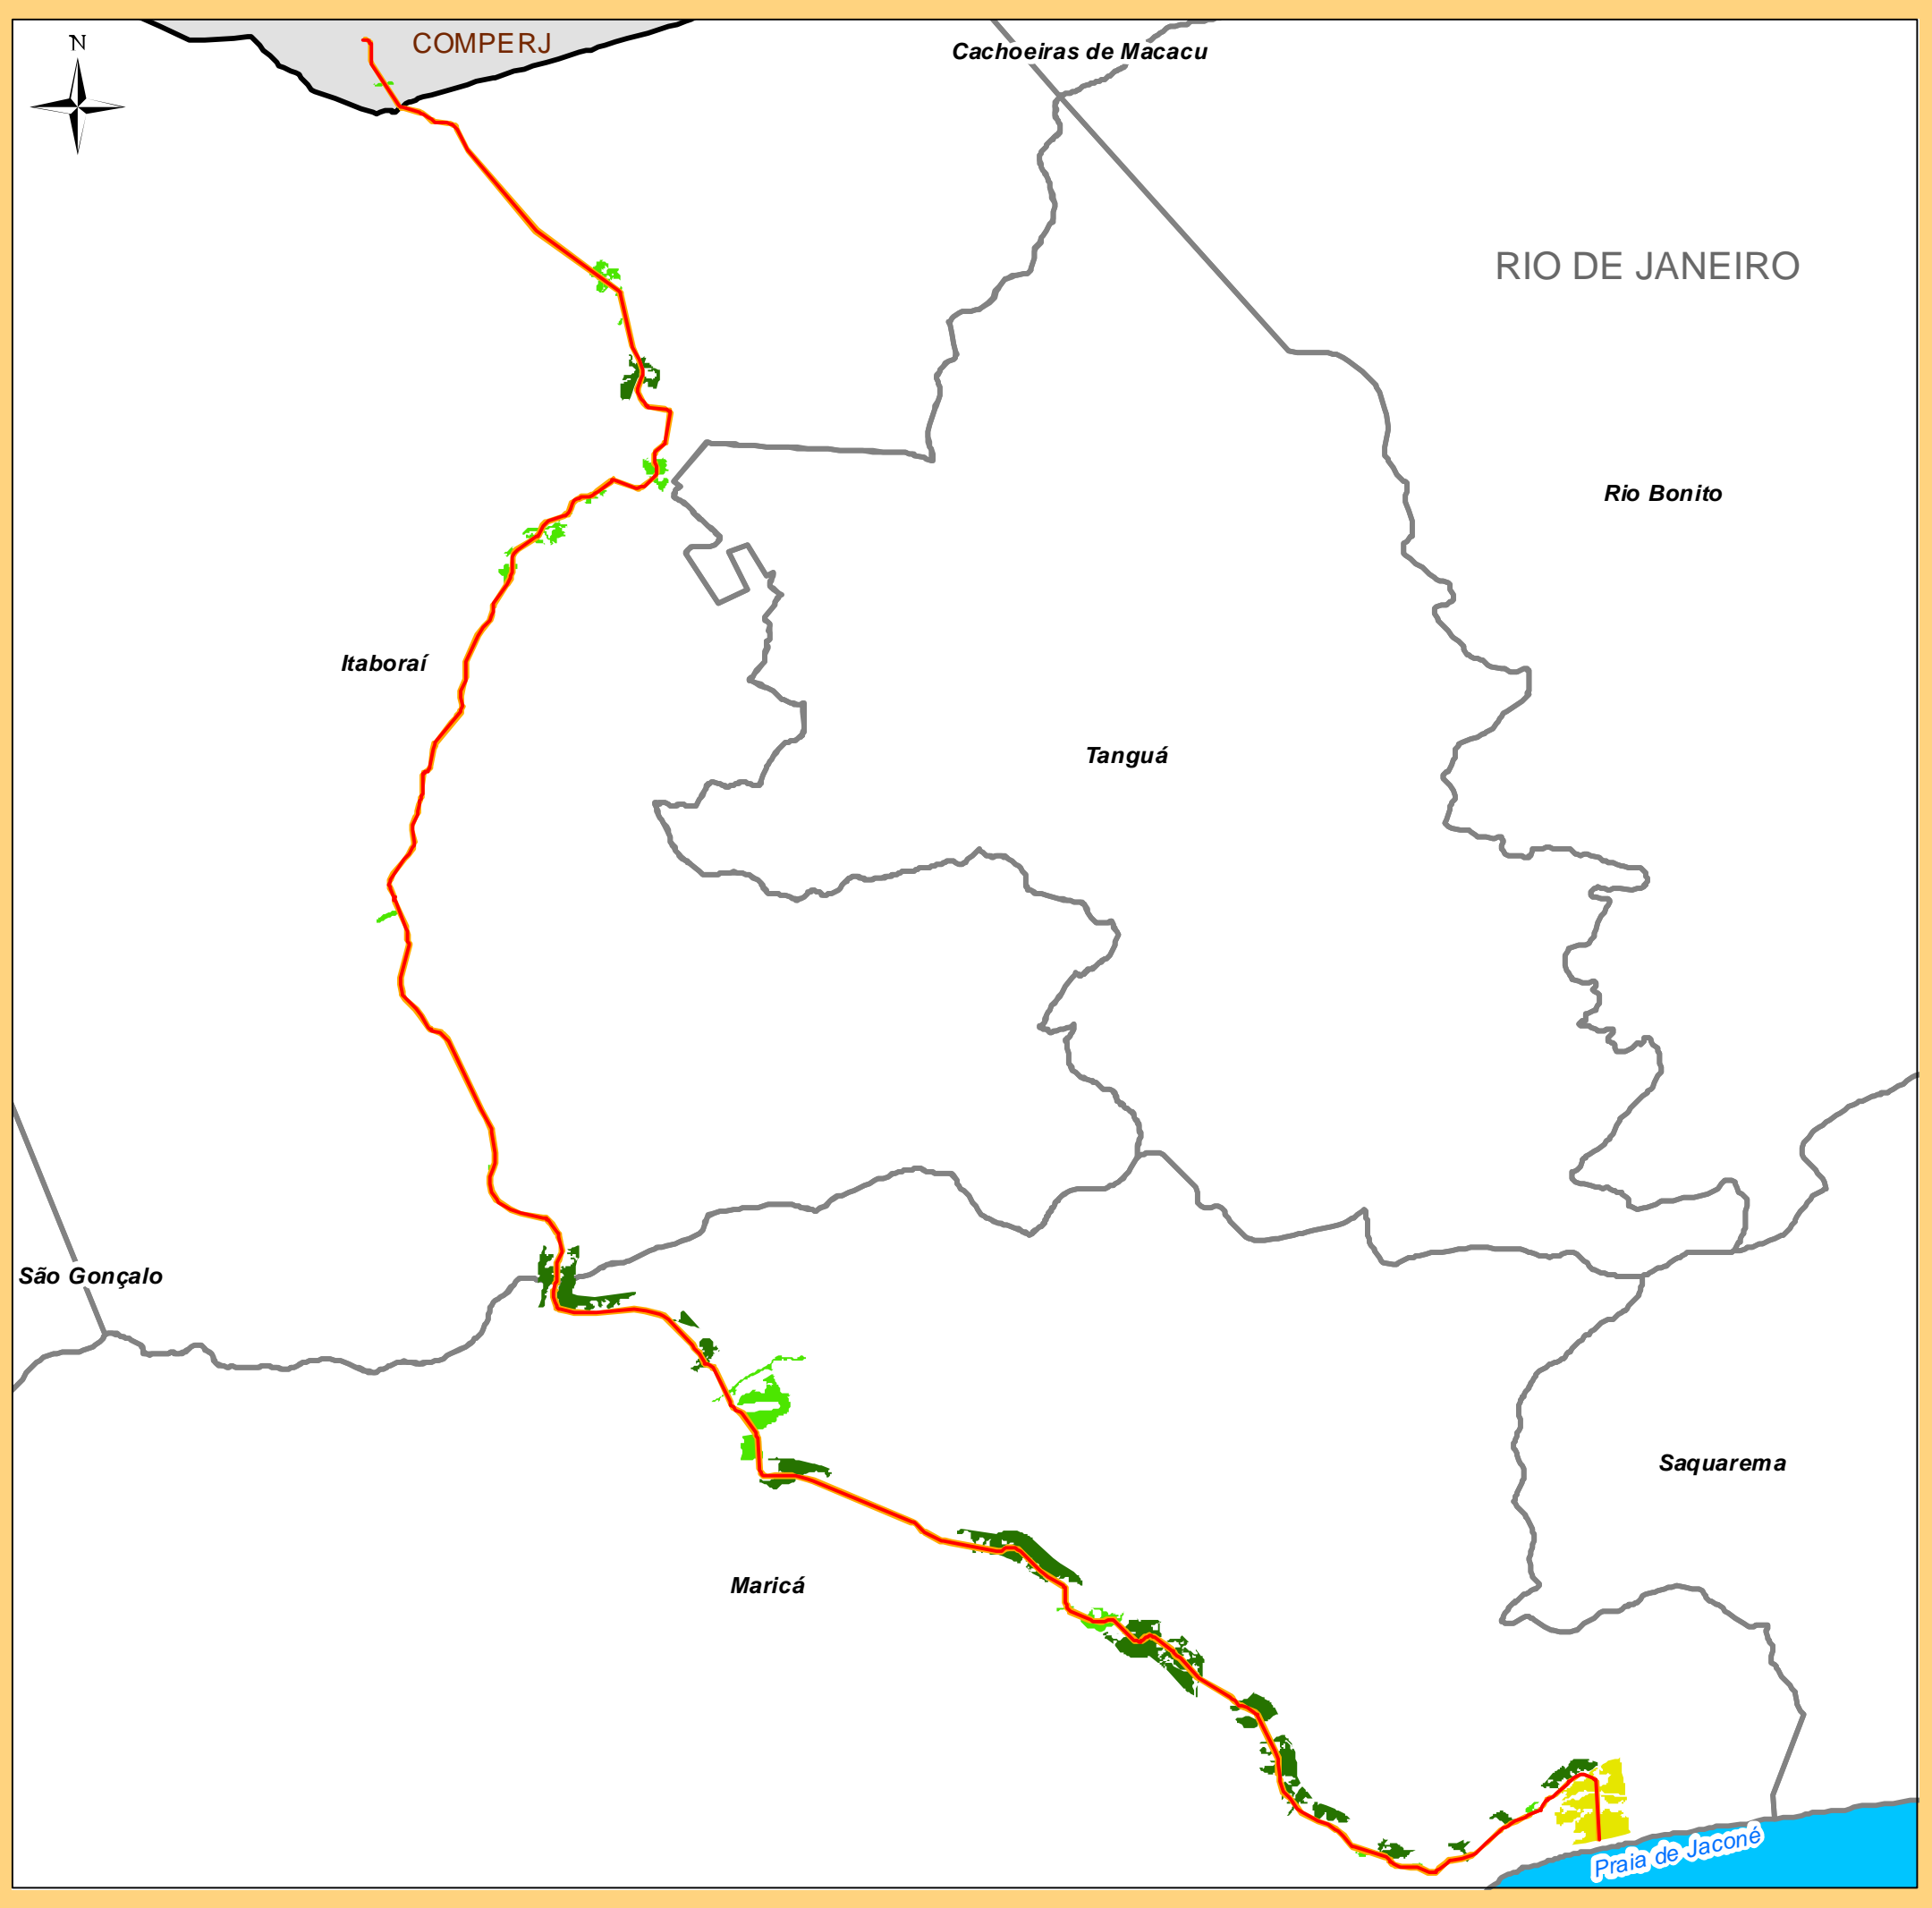 N
COMPERJ
Cachoeiras de Macacu
RIO DE JANEIRO
Rio Bonito
Itaboraí
Tanguá
São Gonçalo
Saquarema
Maricá
Praia de Jaconé